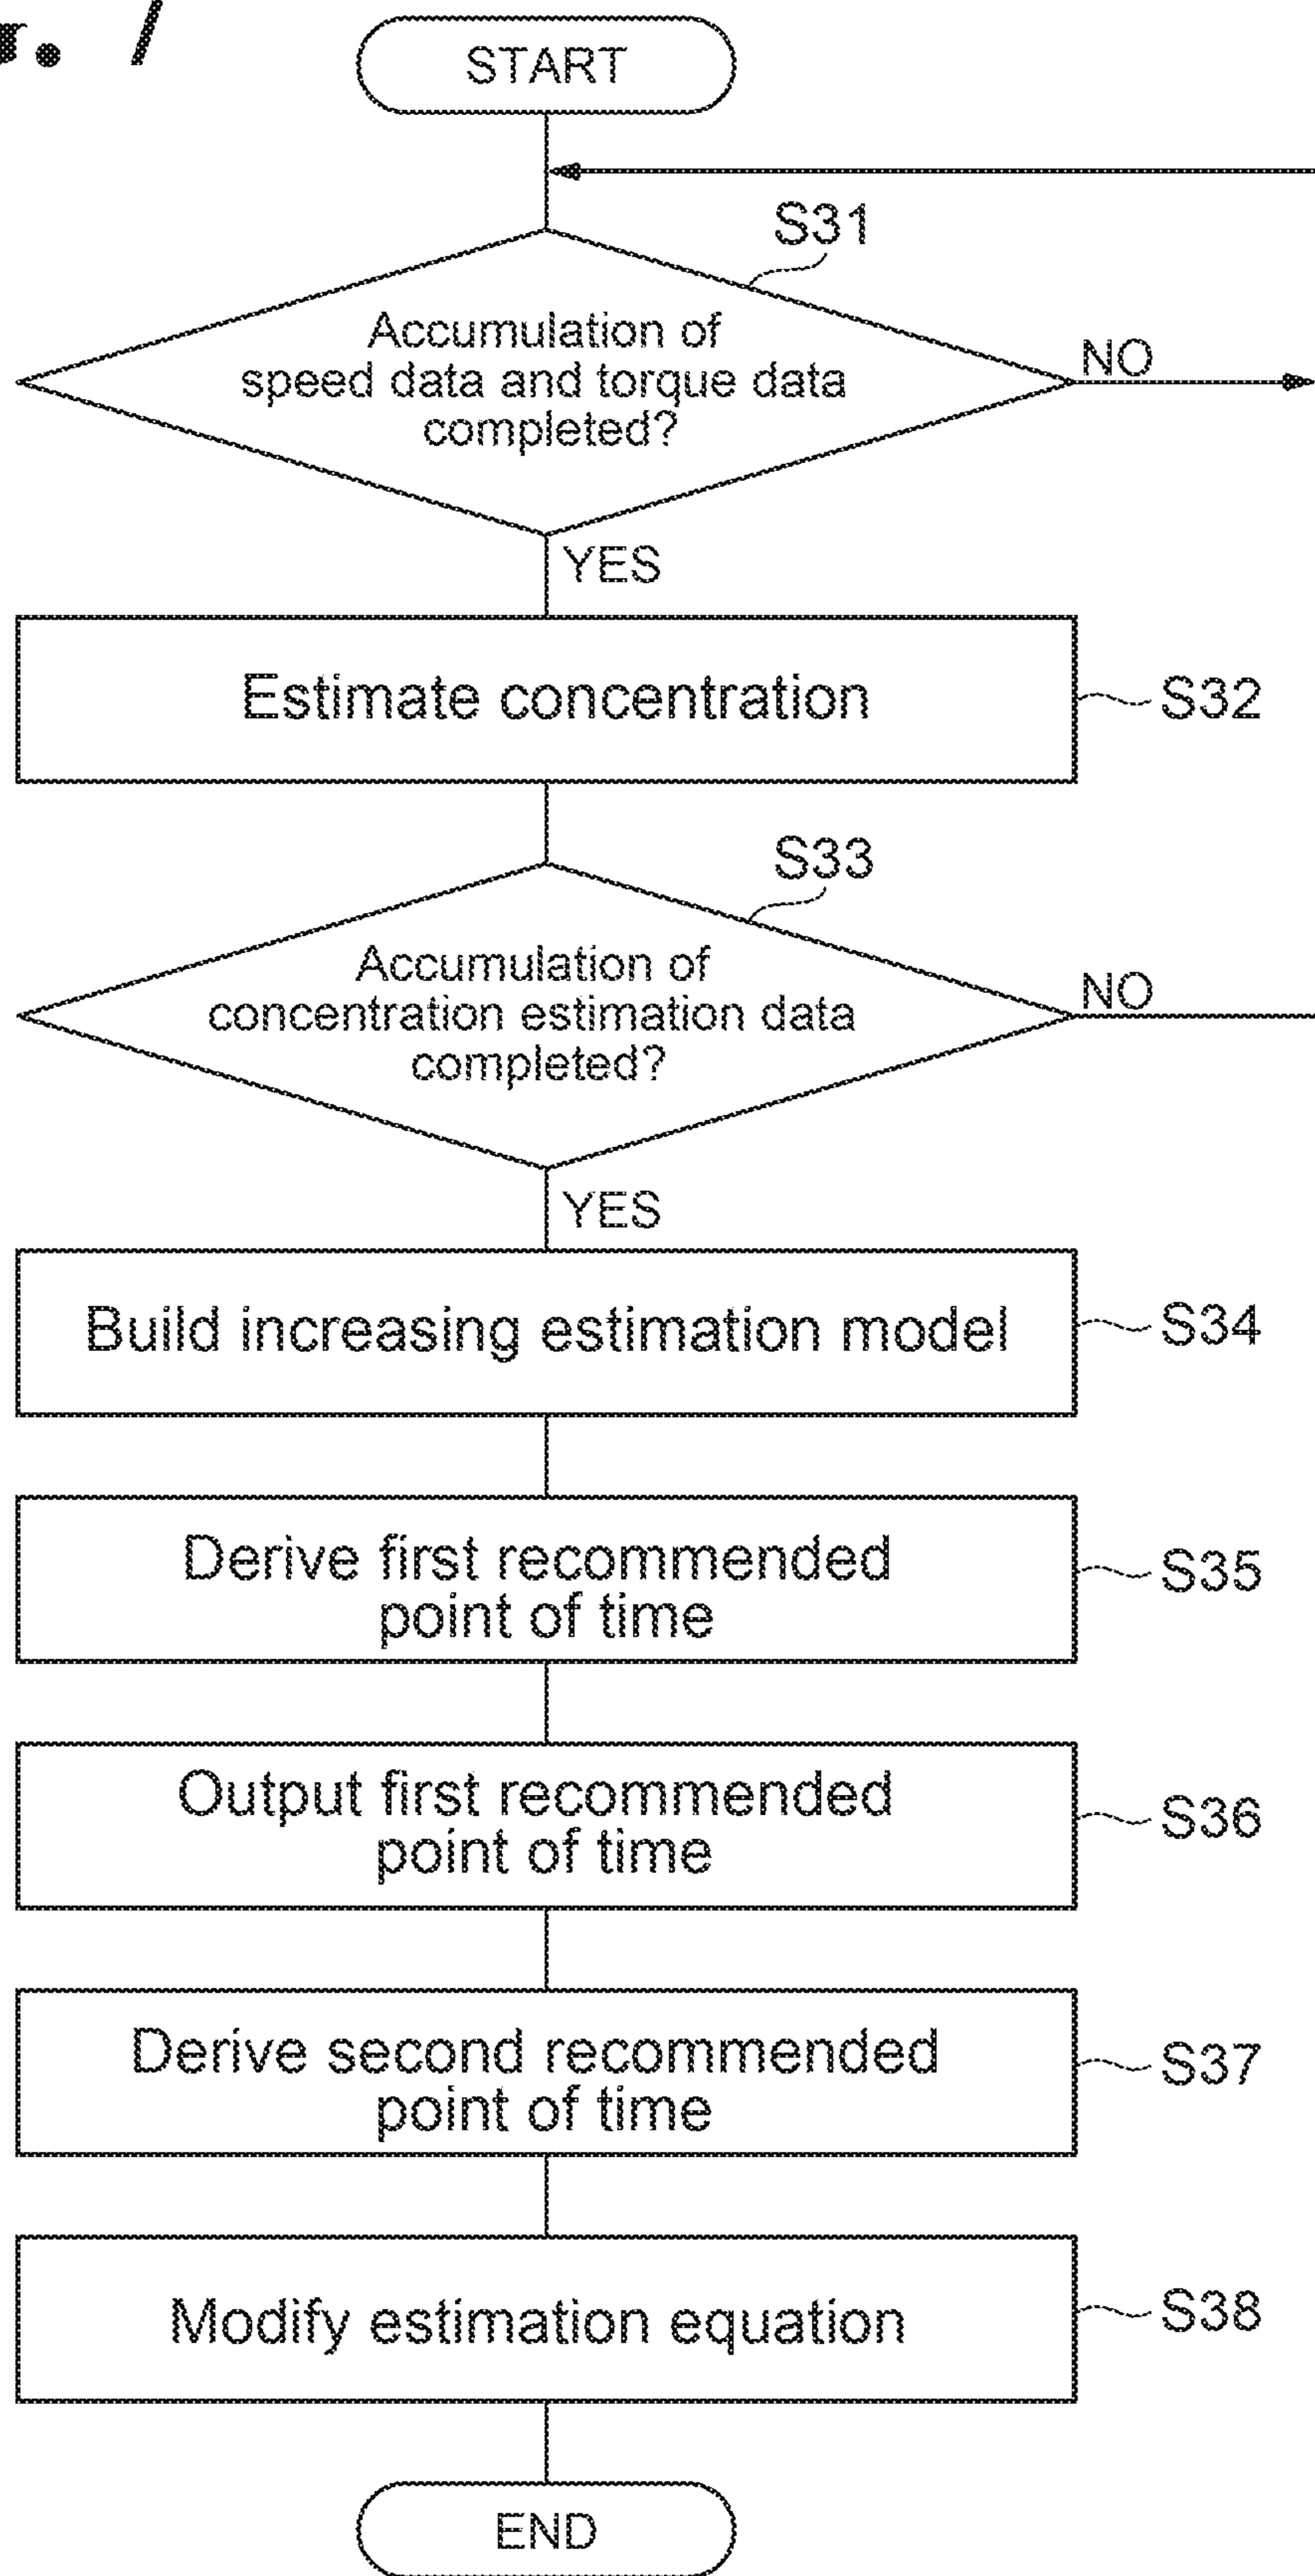 START
S31
Accumulation of
speed data and torque data
completed?
NO
YES
Estimate concentration
S32
S33
Accumulation of
concentration estimation data
completed?
NO
YES
Build increasing estimation model
S34
Derive first recommended
point of time
S35
Output first recommended
point of time
S36
Derive second recommended
point of time
S37
Modify estimation equation
S38
END